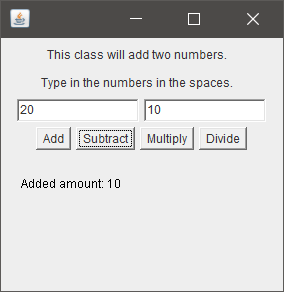 This class will add two numbers.
Type in the numbers in the spaces.
20 10
Add Subtract Multiply Divide
Added amount: 10